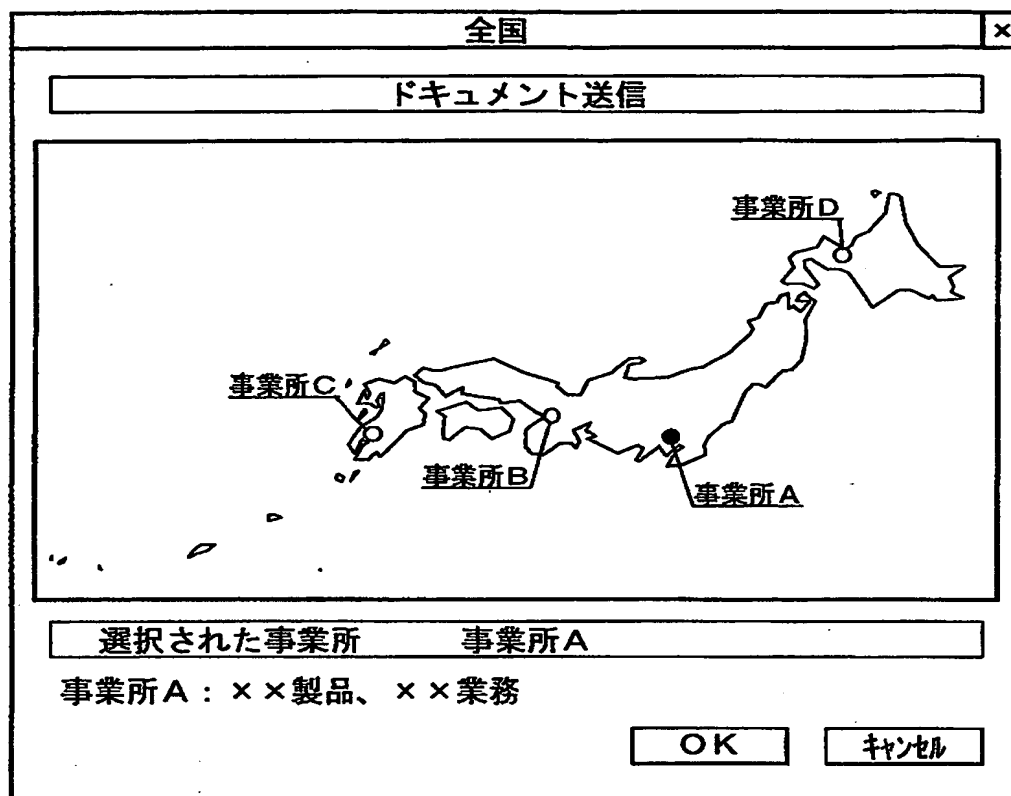 全国 ×
ドキュメント送信
事業所D
事業所C
事業所B
事業所A
選択された事業所 事業所A
事業所A：××製品、××業務
OK キャンセル